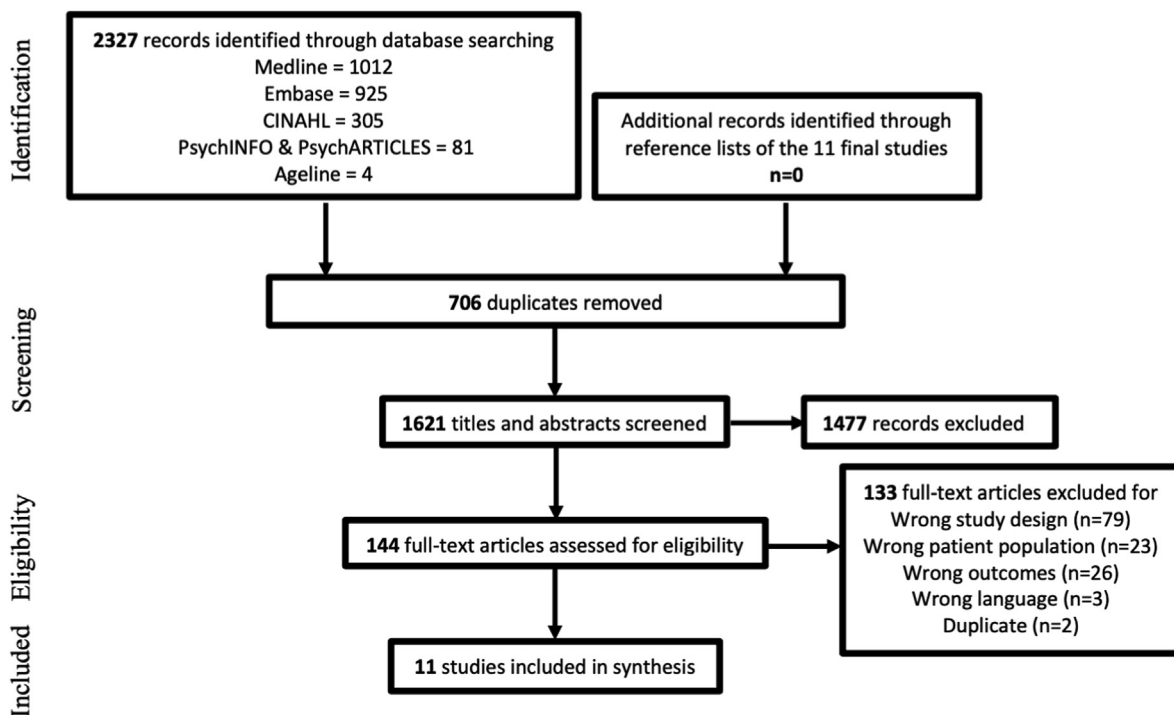 Identification
2327 records identified through database searching
Medline = 1012
Embase = 925
CINAHL = 305
PsychINFO & PsychARTICLES = 81
Ageline = 4
Additional records identified through
reference lists of the 11 final studies
n=0
Screening
706 duplicates removed
1621 titles and abstracts screened
1477 records excluded
Eligibility
144 full-text articles assessed for eligibility
133 full-text articles excluded for
Wrong study design (n=79)
Wrong patient population (n=23)
Wrong outcomes (n=26)
Wrong language (n=3)
Duplicate (n=2)
Included
11 studies included in synthesis